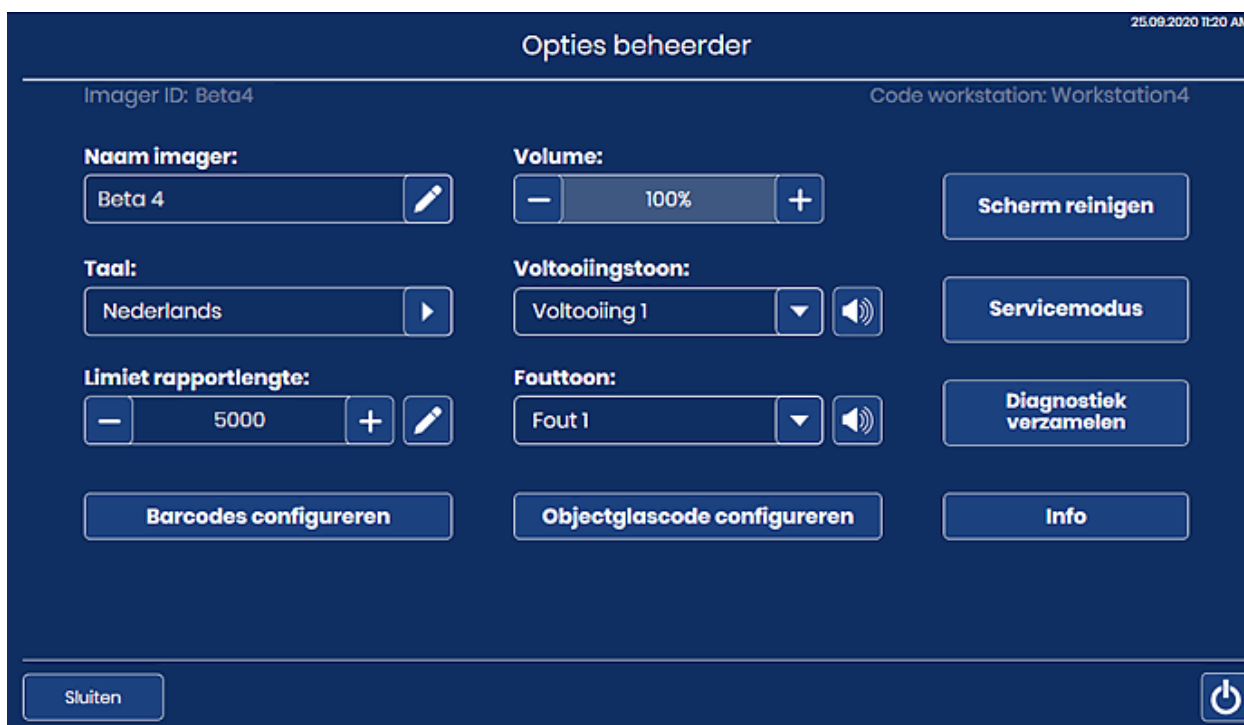 25.09.2020 11:20 AM
Opties beheerder
Imager ID: Beta4
Code workstation: Workstation4
Naam imager:
Beta 4
Volume:
100%
Scherm reinigen
Taal:
Nederlands
Voltooiingstoon:
Voltooiing 1
Servicemodus
Limiet rapportlengte:
5000
Fouttoon:
Fout 1
Diagnostiek
verzamelen
Barcodes configureren
Objectglascode configureren
Info
Sluiten